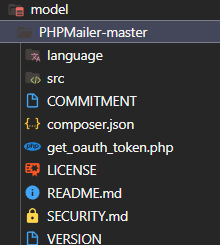 model
PHPMailer-master
language
src
COMMITMENT
composer.json
get_oauth_token.php
LICENSE
README.md
SECURITY.md
VERSION